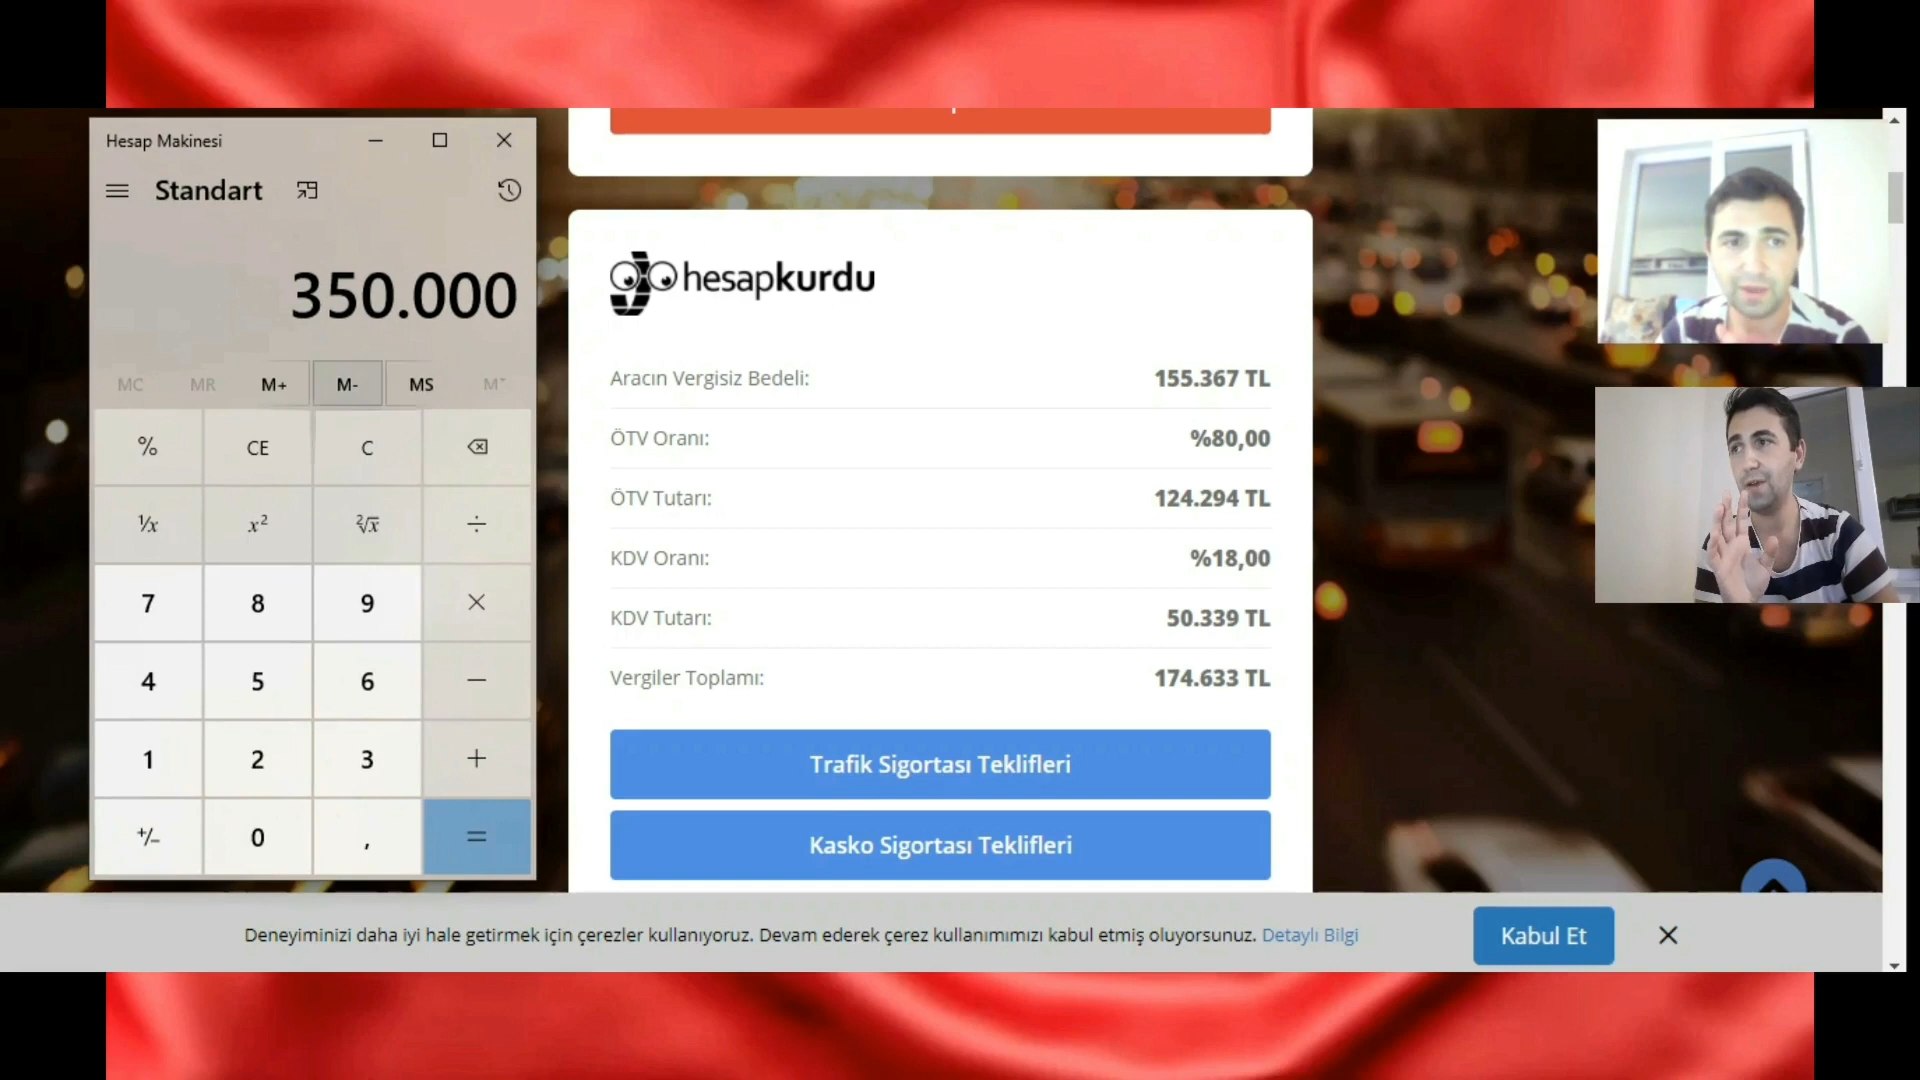 Hesap Makinesi
Standart
350.000
MC MR M+ M- MS M˅
% CE C
¹/x x² ²√x ÷
7 8 9 ×
4 5 6 −
1 2 3 +
+/− 0 , =
hesapkurdu
Aracın Vergisiz Bedeli: 155.367 TL
ÖTV Oranı: %80,00
ÖTV Tutarı: 124.294 TL
KDV Oranı: %18,00
KDV Tutarı: 50.339 TL
Vergiler Toplamı: 174.633 TL
Trafik Sigortası Teklifleri
Kasko Sigortası Teklifleri
Deneyiminizi daha iyi hale getirmek için çerezler kullanıyoruz. Devam ederek çerez kullanımımızı kabul etmiş oluyorsunuz. Detaylı Bilgi
Kabul Et